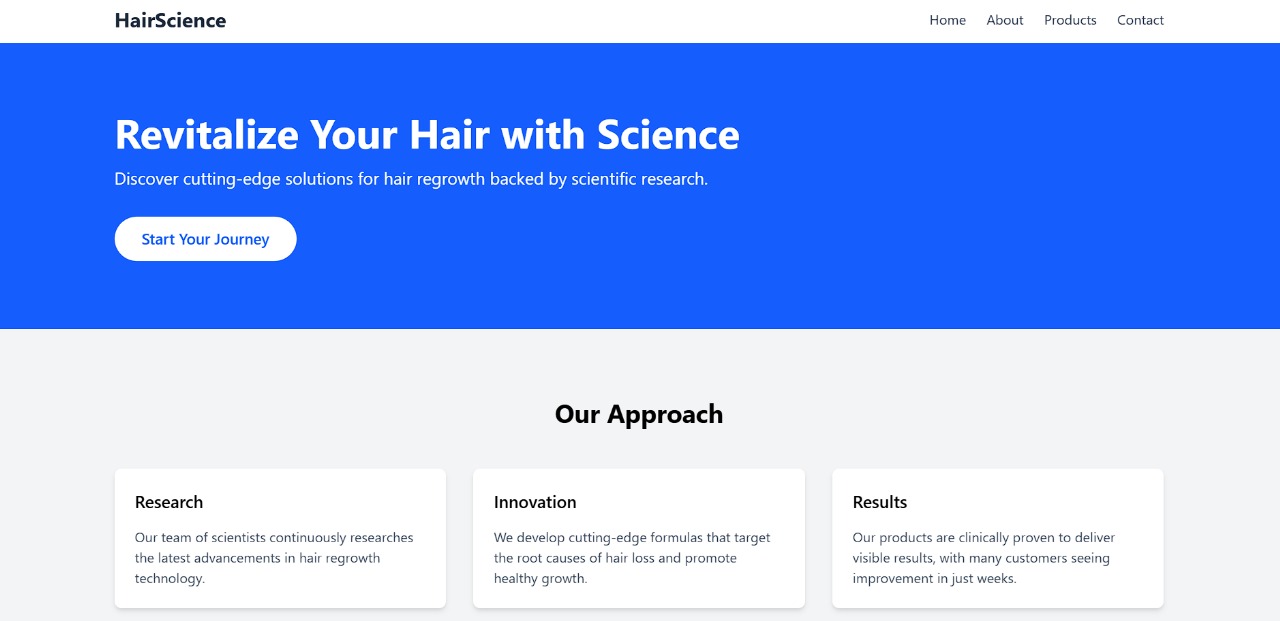 HairScience
Home About Products Contact
Revitalize Your Hair with Science
Discover cutting-edge solutions for hair regrowth backed by scientific research.
Start Your Journey
Our Approach
Research
Our team of scientists continuously researches
the latest advancements in hair regrowth
technology.
Innovation
We develop cutting-edge formulas that target
the root causes of hair loss and promote
healthy growth.
Results
Our products are clinically proven to deliver
visible results, with many customers seeing
improvement in just weeks.